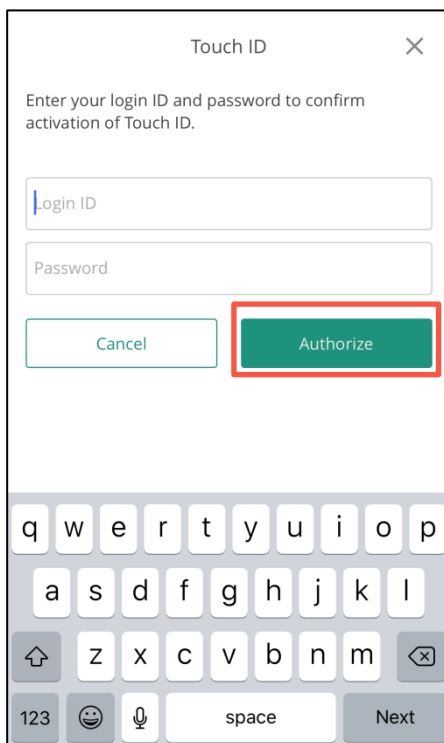 Touch ID
Enter your login ID and password to confirm
activation of Touch ID.
Login ID
Password
Cancel Authorize
q w e r t y u i o p
a s d f g h j k l
z x c v b n m
123 space Next